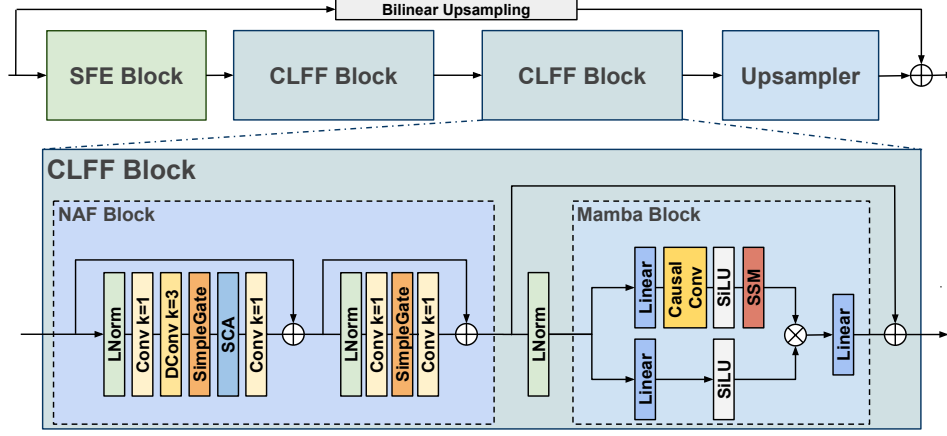 Bilinear Upsampling
SFE Block
CLFF Block
CLFF Block
Upsampler
CLFF Block
NAF Block
LNorm
Conv k=1
DConv k=3
SimpleGate
SCA
Conv k=1
LNorm
Conv k=1
SimpleGate
Conv k=1
LNorm
Mamba Block
Linear
Causal
Conv
SiLU
SSM
Linear
SiLU
Linear